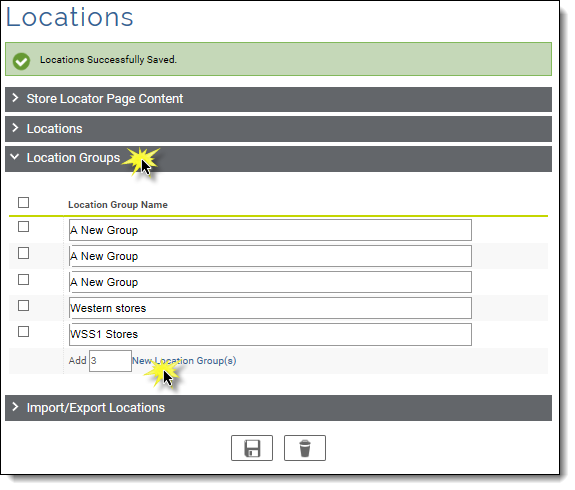 Locations
Locations Successfully Saved.
Store Locator Page Content
Locations
Location Groups
Location Group Name
A New Group
A New Group
A New Group
Western stores
WSS1 Stores
Add 3 New Location Group(s)
Import/Export Locations